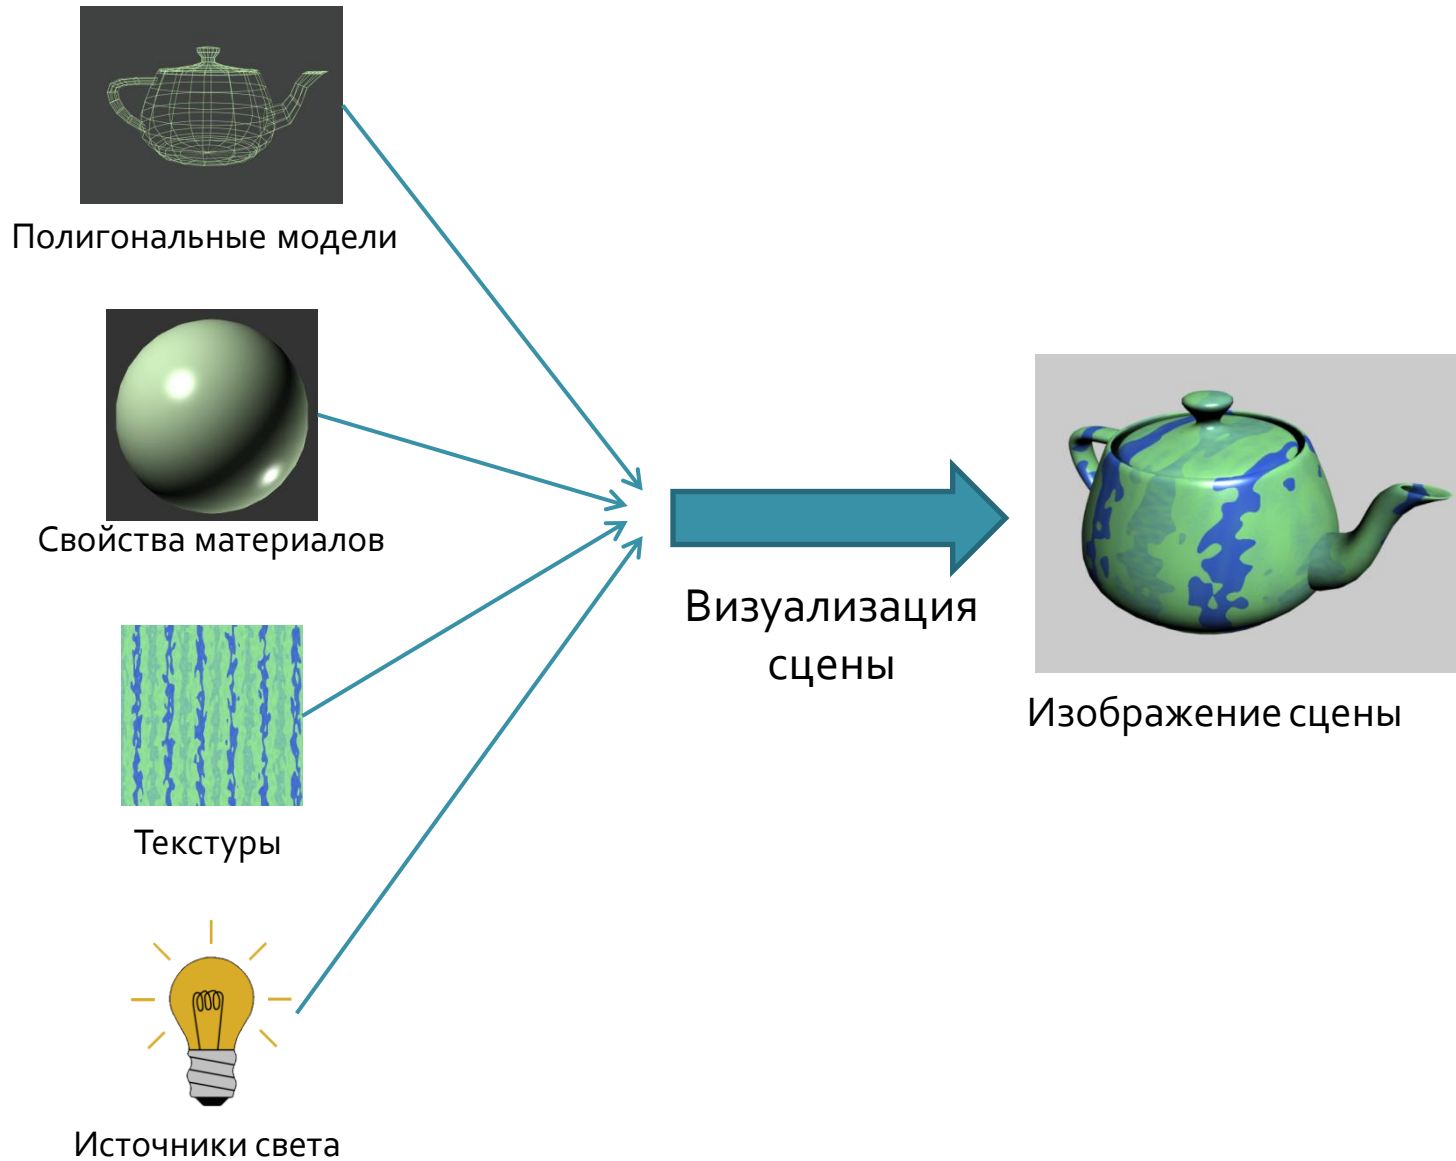 Полигональные модели
Свойства материалов
Текстуры
Источники света
Визуализация
сцены
Изображение сцены